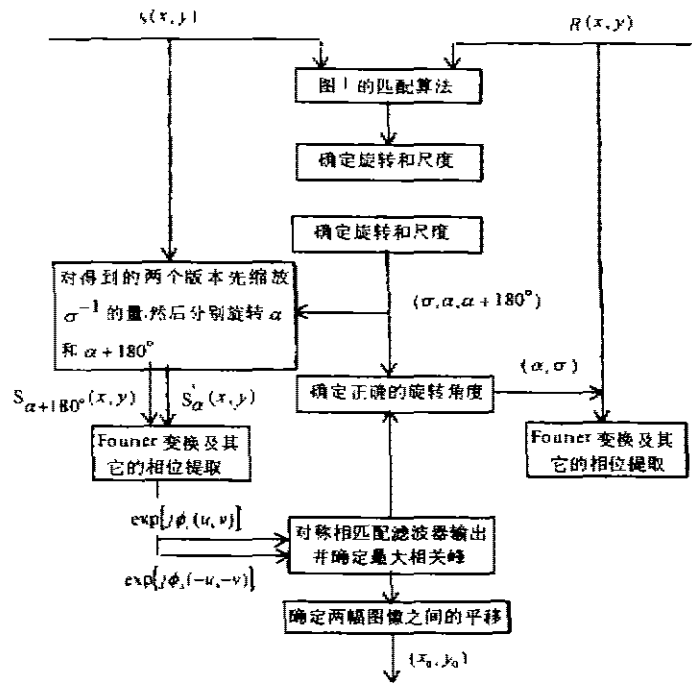 s(x,y)
R(x,y)
图1的匹配算法
确定旋转和尺度
确定旋转和尺度
对得到的两个版本先缩放
σ⁻¹ 的量,然后分别旋转 α
和 α+180°
(σ,α,α+180°)
(α,σ)
确定正确的旋转角度
S_{α+180°}(x,y) S_α(x,y)
Fourier 变换及其
它的相位提取
Fourier 变换及其
它的相位提取
对称相匹配滤波器输出
并确定最大相关峰
确定两幅图像之间的平移
(x₀,y₀)